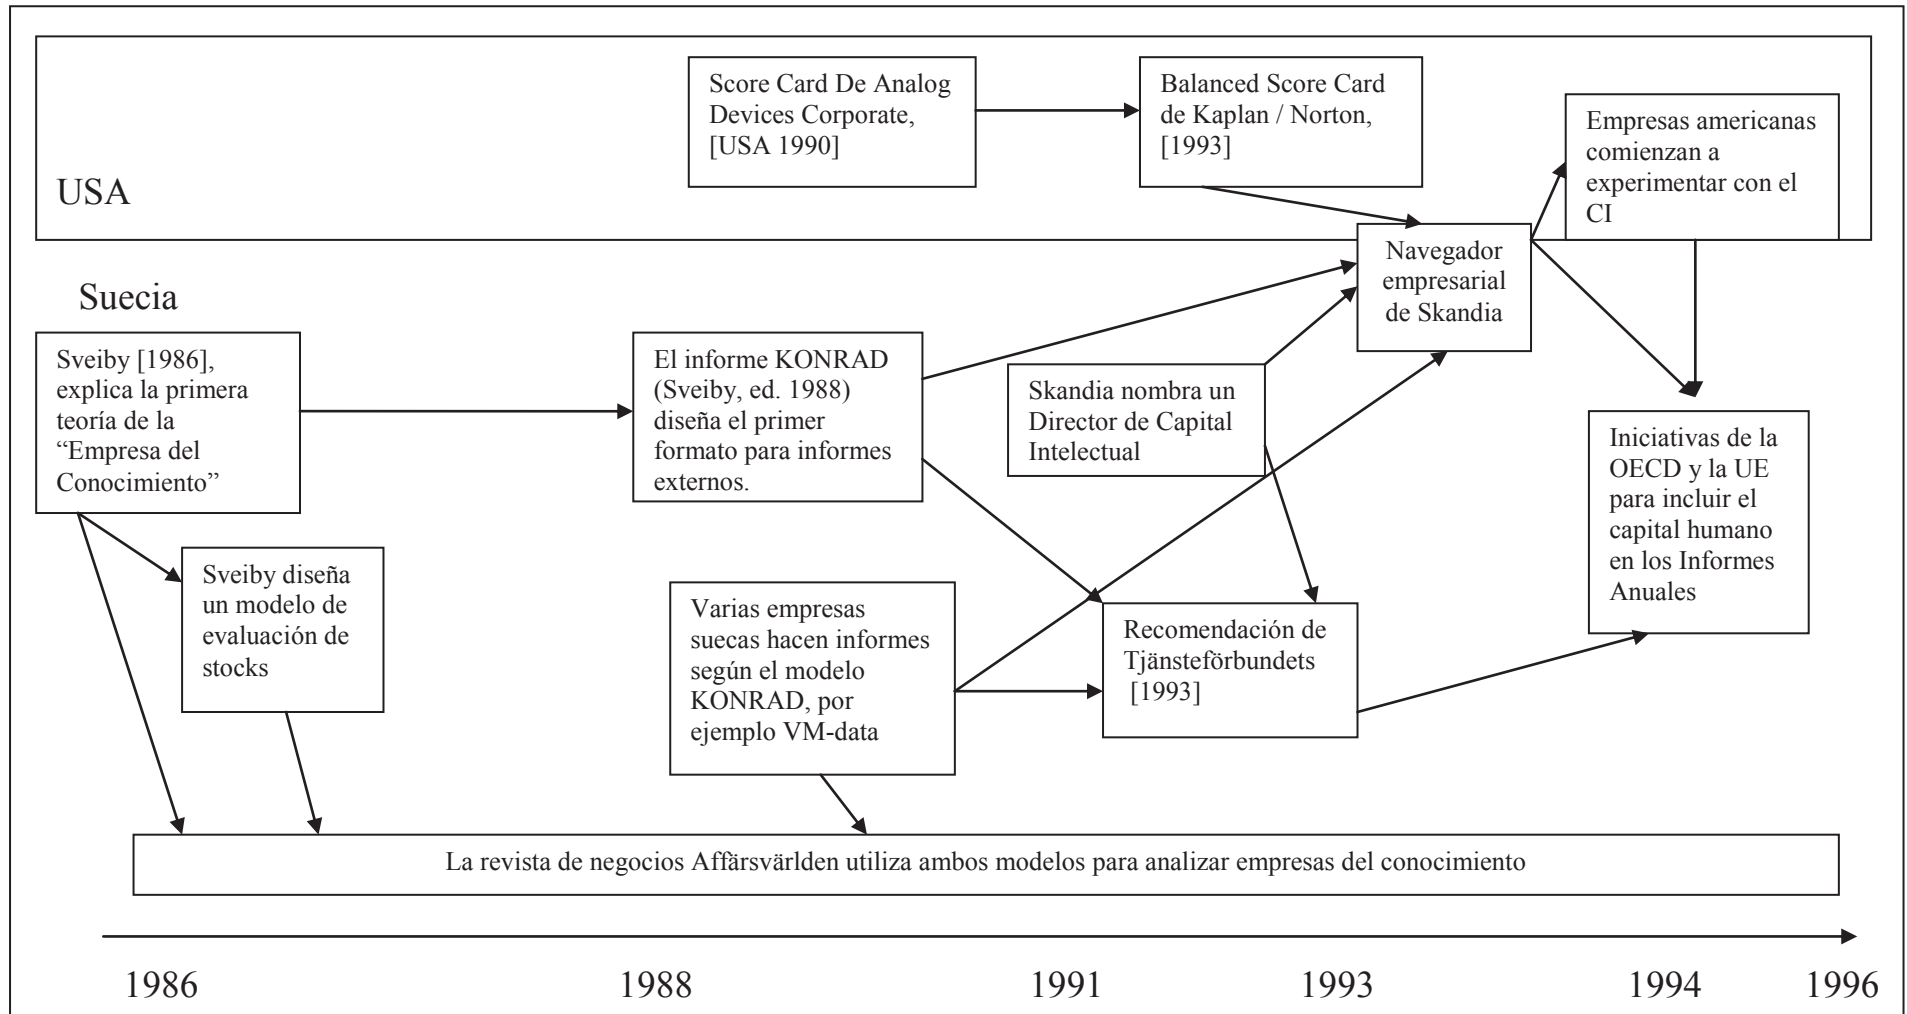 Score Card De Analog
Devices Corporate,
[USA 1990]
Balanced Score Card
de Kaplan / Norton,
[1993]
Empresas americanas
comienzan a
experimentar con el
CI
USA
Navegador
empresarial
de Skandia
Suecia
Sveiby [1986],
explica la primera
teoría de la
“Empresa del
Conocimiento”
El informe KONRAD
(Sveiby, ed. 1988)
diseña el primer
formato para informes
externos.
Skandia nombra un
Director de Capital
Intelectual
Iniciativas de la
OECD y la UE
para incluir el
capital humano
en los Informes
Anuales
Sveiby diseña
un modelo de
evaluación de
stocks
Varias empresas
suecas hacen informes
según el modelo
KONRAD, por
ejemplo VM-data
Recomendación de
Tjänsteförbundets
[1993]
La revista de negocios Affärsvärlden utiliza ambos modelos para analizar empresas del conocimiento
1986 1988 1991 1993 1994 1996